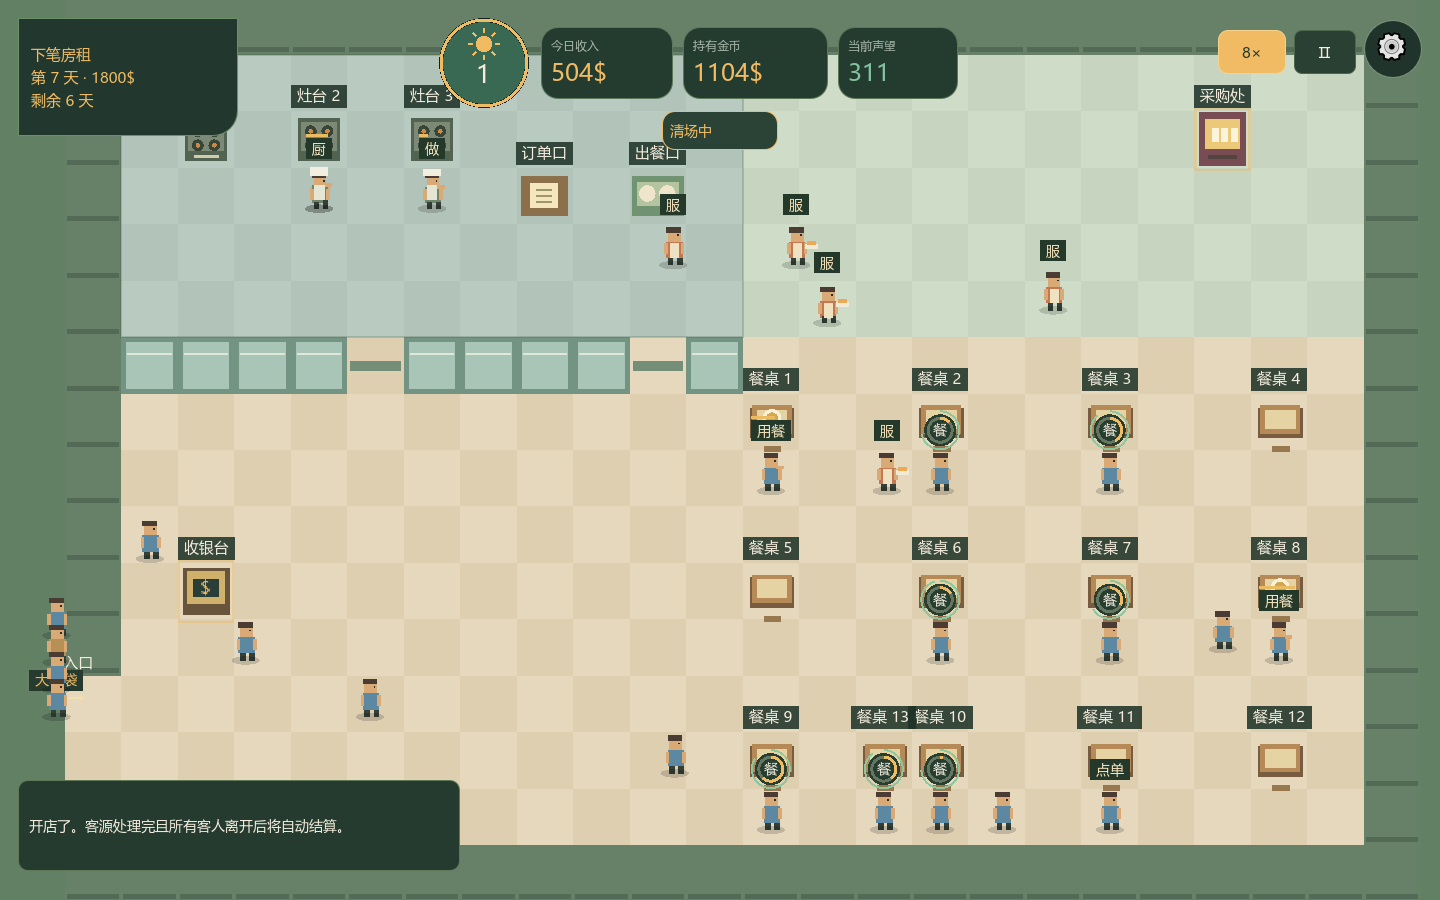 下笔房租
第 7 天 · 1800$
剩余 6 天
1
今日收入
504$
持有金币
1104$
当前声望
311
8×
II
灶台 2
灶台 3
采购处
清场中
厨
做
订单口
出餐口
服
服
服
服
餐桌 1
餐桌 2
餐桌 3
餐桌 4
用餐
服
餐
餐
收银台
$
餐桌 5
餐桌 6
餐桌 7
餐桌 8
餐
餐
用餐
入口
大
袋
餐桌 9
餐桌 13
餐桌 10
餐桌 11
餐桌 12
餐
餐
餐
点单
开店了。客源处理完且所有客人离开后将自动结算。